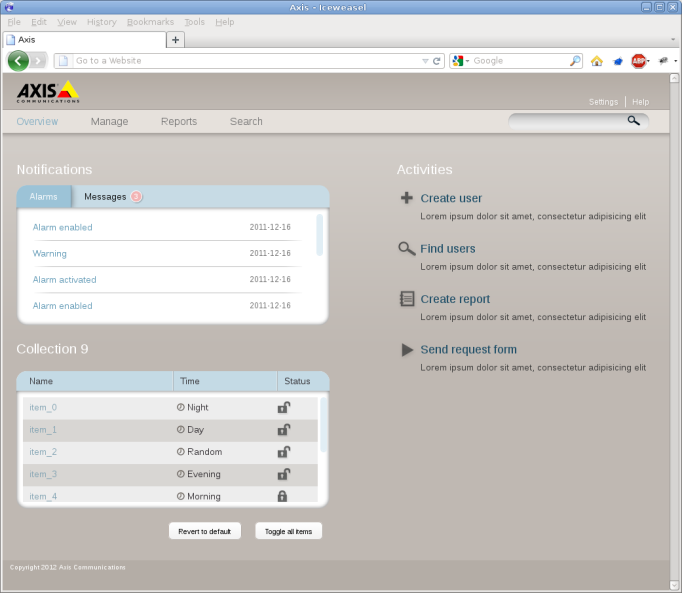 Axis - Iceweasel
File Edit View History Bookmarks Tools Help
Axis
Go to a Website
Google
ABP
AXIS
COMMUNICATIONS
Settings Help
Overview Manage Reports Search
Notifications
Alarms Messages
Alarm enabled 2011-12-16
Warning 2011-12-16
Alarm activated 2011-12-16
Alarm enabled 2011-12-16
Collection 9
Name Time Status
item_0 Night
item_1 Day
item_2 Random
item_3 Evening
item_4 Morning
Revert to default Toggle all items
Activities
Create user
Lorem ipsum dolor sit amet, consectetur adipisicing elit
Find users
Lorem ipsum dolor sit amet, consectetur adipisicing elit
Create report
Lorem ipsum dolor sit amet, consectetur adipisicing elit
Send request form
Lorem ipsum dolor sit amet, consectetur adipisicing elit
Copyright 2012 Axis Communications